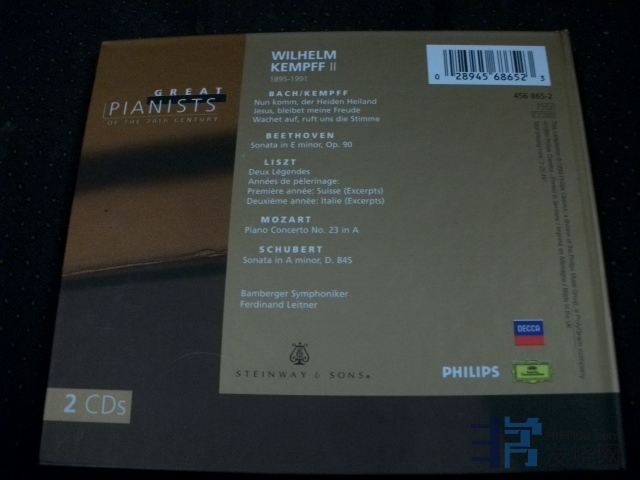 GREAT
PIANISTS
OF THE 20TH CENTURY
WILHELM
KEMPFF II
1895-1991
BACH/KEMPFF
Nun komm, der Heiden Heiland
Jesus, bleibet meine Freude
Wachet auf, ruft uns die Stimme
BEETHOVEN
Sonata in E minor, Op. 90
LISZT
Deux Légendes
Années de pèlerinage:
Première année: Suisse (Excerpts)
Deuxième année: Italie (Excerpts)
MOZART
Piano Concerto No. 23 in A
SCHUBERT
Sonata in A minor, D. 845
Bamberger Symphoniker
Ferdinand Leitner
STEINWAY & SONS
2 CDs
0 28945 68652 3
456 865-2
DECCA
PHILIPS